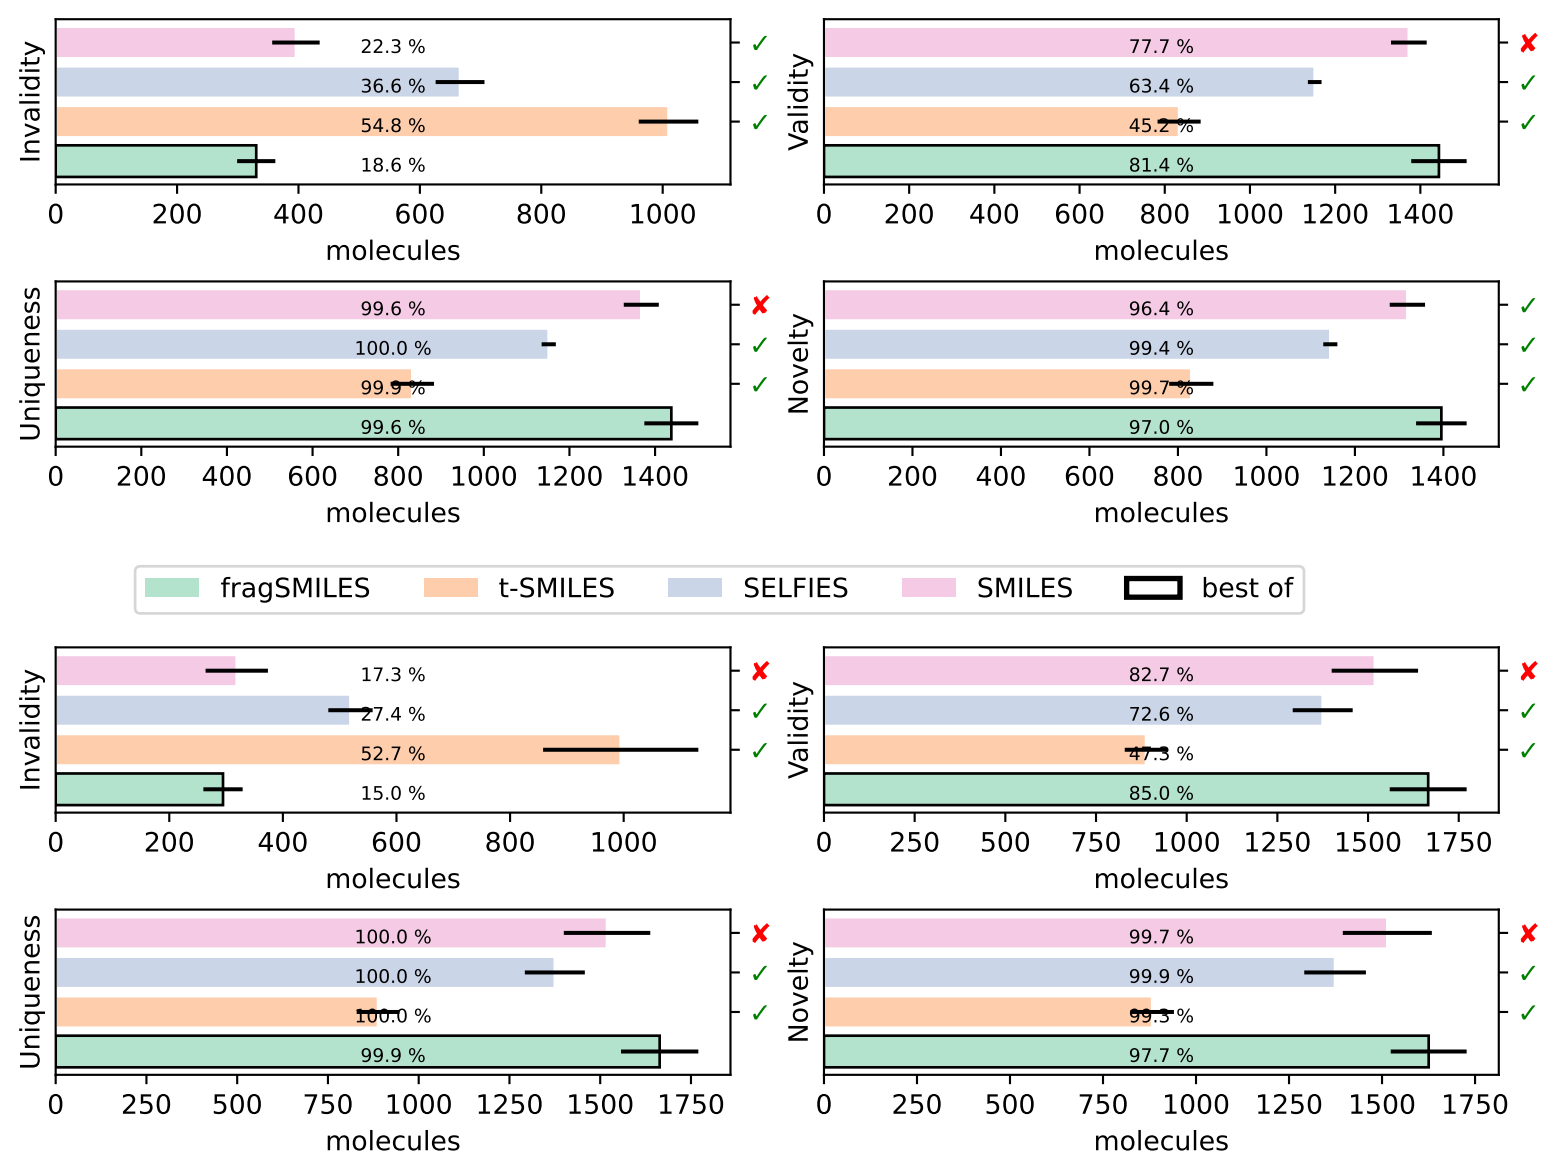 Invalidity
22.3 % ✓
36.6 % ✓
54.8 % ✓
18.6 %
0 200 400 600 800 1000
molecules
Validity
77.7 % ✘
63.4 % ✓
45.2 % ✓
81.4 %
0 200 400 600 800 1000 1200 1400
molecules
Uniqueness
99.6 % ✘
100.0 % ✓
99.9 % ✓
99.6 %
0 200 400 600 800 1000 1200 1400
molecules
Novelty
96.4 % ✓
99.4 % ✓
99.7 % ✓
97.0 %
0 200 400 600 800 1000 1200 1400
molecules
fragSMILES t-SMILES SELFIES SMILES best of
Invalidity
17.3 % ✘
27.4 % ✓
52.7 % ✓
15.0 %
0 200 400 600 800 1000
molecules
Validity
82.7 % ✘
72.6 % ✓
47.3 % ✓
85.0 %
0 250 500 750 1000 1250 1500 1750
molecules
Uniqueness
100.0 % ✘
100.0 % ✓
100.0 % ✓
99.9 %
0 250 500 750 1000 1250 1500 1750
molecules
Novelty
99.7 % ✘
99.9 % ✓
99.3 % ✓
97.7 %
0 250 500 750 1000 1250 1500 1750
molecules